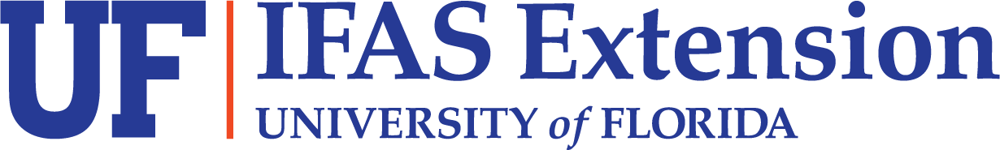 UF
IFAS Extension
UNIVERSITY of FLORIDA